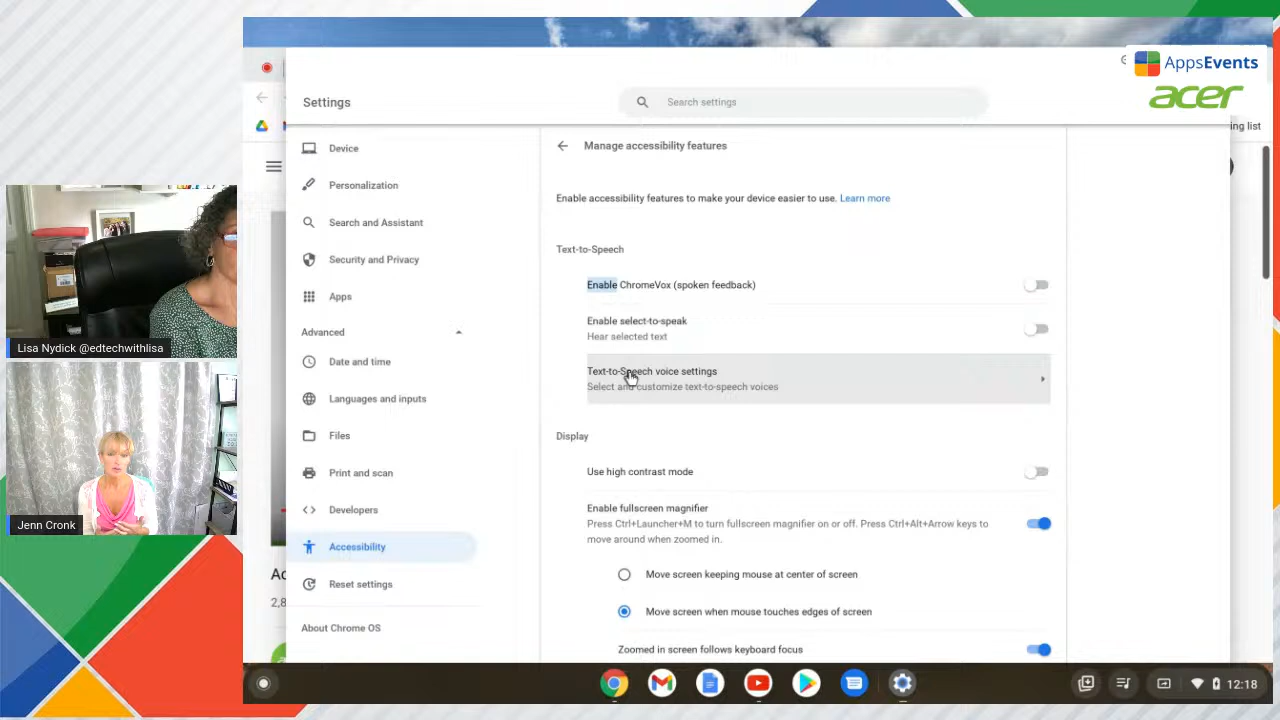 AppsEvents
acer
ing list
Settings
Search settings
Device
Personalization
Search and Assistant
Security and Privacy
Apps
Advanced
Date and time
Languages and inputs
Files
Print and scan
Developers
Accessibility
Reset settings
About Chrome OS
Manage accessibility features
Enable accessibility features to make your device easier to use. Learn more
Text-to-Speech
Enable ChromeVox (spoken feedback)
Enable select-to-speak
Hear selected text
Text-to-Speech voice settings
Select and customize text-to-speech voices
Display
Use high contrast mode
Enable fullscreen magnifier
Press Ctrl+Launcher+M to turn fullscreen magnifier on or off. Press Ctrl+Alt+Arrow keys to
move around when zoomed in.
Move screen keeping mouse at center of screen
Move screen when mouse touches edges of screen
Zoomed in screen follows keyboard focus
Lisa Nydick @edtechwithlisa
Jenn Cronk
Ac
2,8
12:18